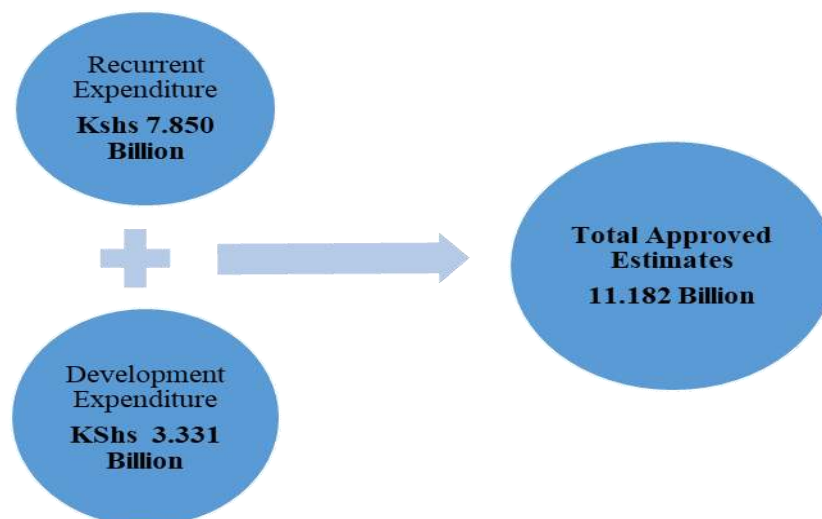 Recurrent
Expenditure
Kshs 7.850
Billion
Development
Expenditure
KShs 3.331
Billion
Total Approved
Estimates
11.182 Billion